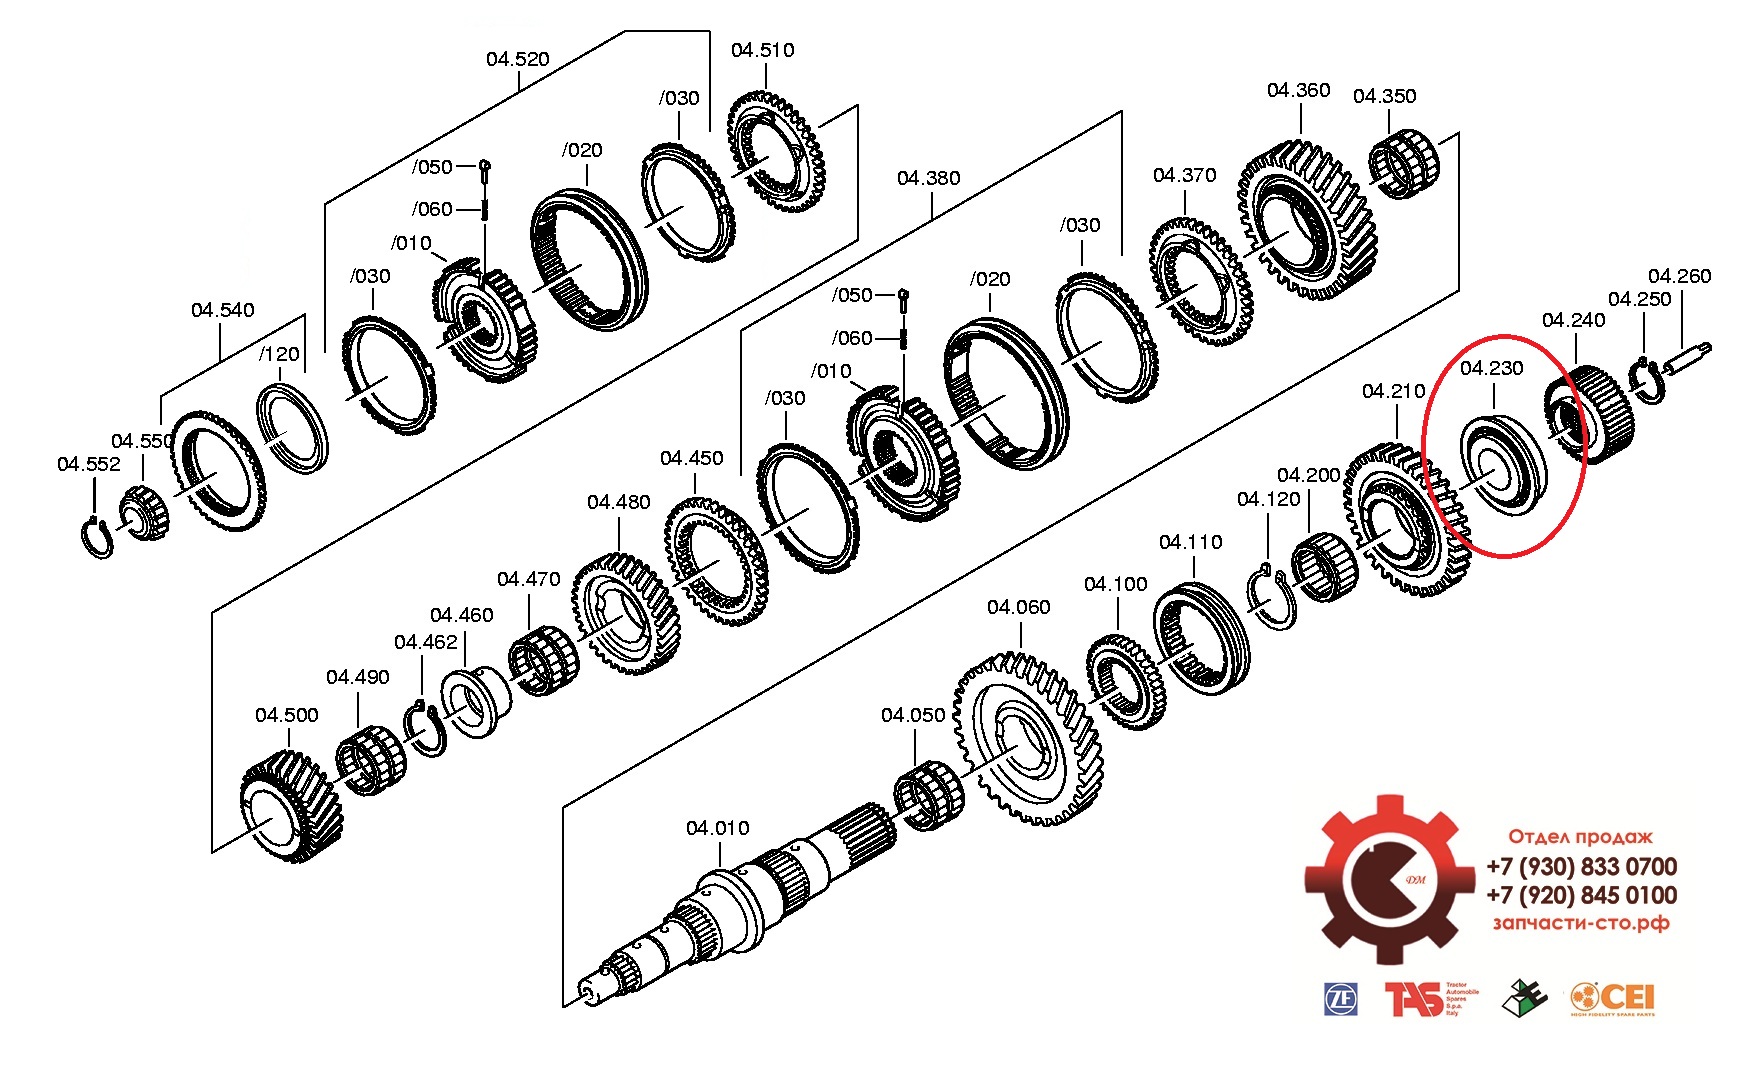 04.520
04.510
/030
/050
/020
/060
/010
/030
04.540
/120
04.550
04.552
04.360
04.350
04.380
04.370
/030
/050
/020
/060
/010
/030
04.260
04.250
04.240
04.230
04.210
04.200
04.120
04.110
04.100
04.060
04.050
04.010
04.450
04.480
04.470
04.460
04.462
04.490
04.500
Отдел продаж
+7 (930) 833 0700
+7 (920) 845 0100
запчасти-сто.рф
DM
ZF
TAS
Tractor
Automobile
Spares
S.p.a.
Italy
CEI
HIGH FIDELITY SPARE PARTS